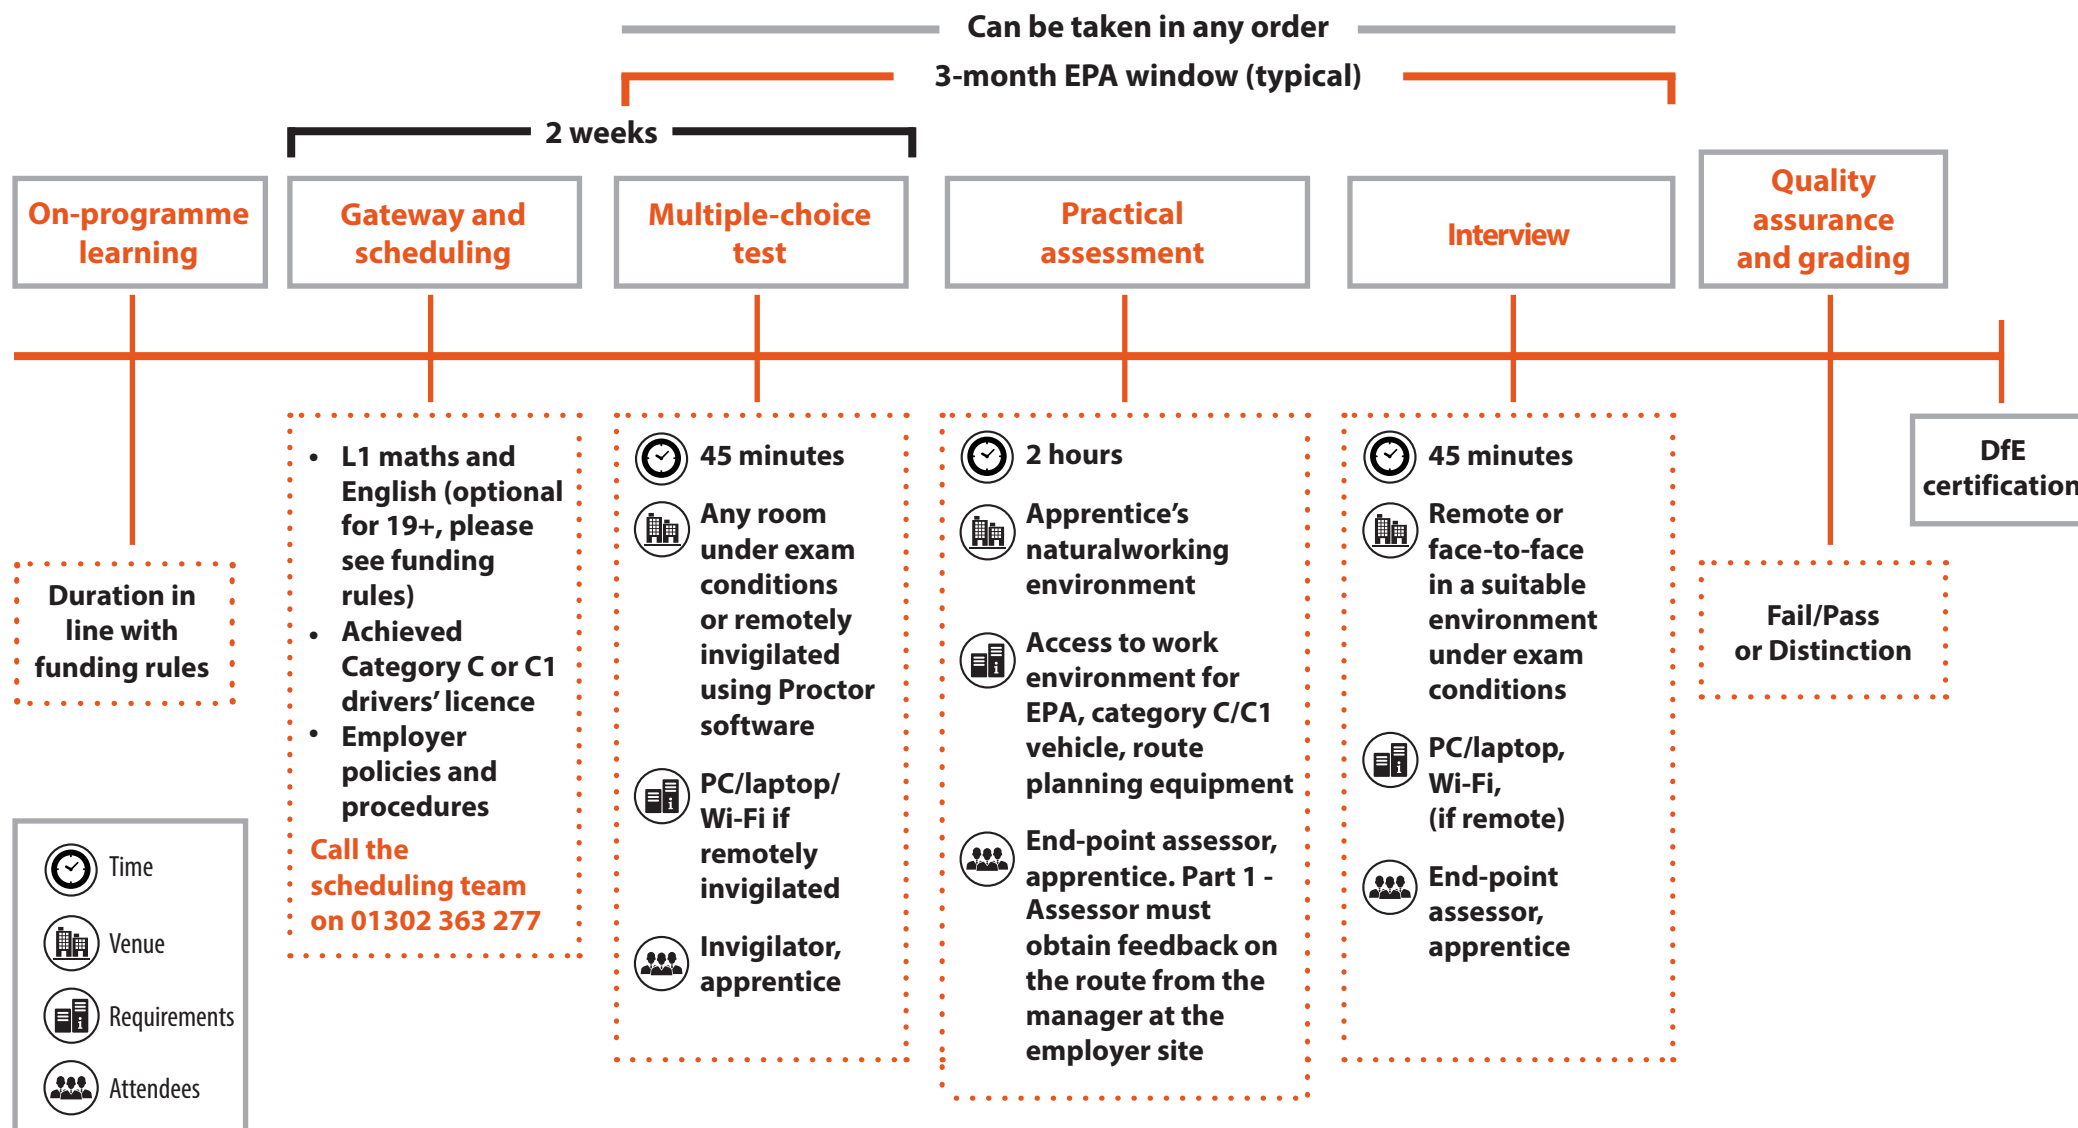 Can be taken in any order
3-month EPA window (typical)
2 weeks
On-programme
learning
Gateway and
scheduling
Multiple-choice
test
Practical
assessment
Interview
Quality
assurance
and grading
Duration in
line with
funding rules
• L1 maths and
English (optional
for 19+, please
see funding
rules)
• Achieved
Category C or C1
drivers’ licence
• Employer
policies and
procedures
Call the
scheduling team
on 01302 363 277
45 minutes
Any room
under exam
conditions
or remotely
invigilated
using Proctor
software
PC/laptop/
Wi-Fi if
remotely
invigilated
Invigilator,
apprentice
2 hours
Apprentice’s
naturalworking
environment
Access to work
environment for
EPA, category C/C1
vehicle, route
planning equipment
End-point assessor,
apprentice. Part 1 -
Assessor must
obtain feedback on
the route from the
manager at the
employer site
45 minutes
Remote or
face-to-face
in a suitable
environment
under exam
conditions
PC/laptop,
Wi-Fi,
(if remote)
End-point
assessor,
apprentice
Fail/Pass
or Distinction
DfE
certification
Time
Venue
Requirements
Attendees